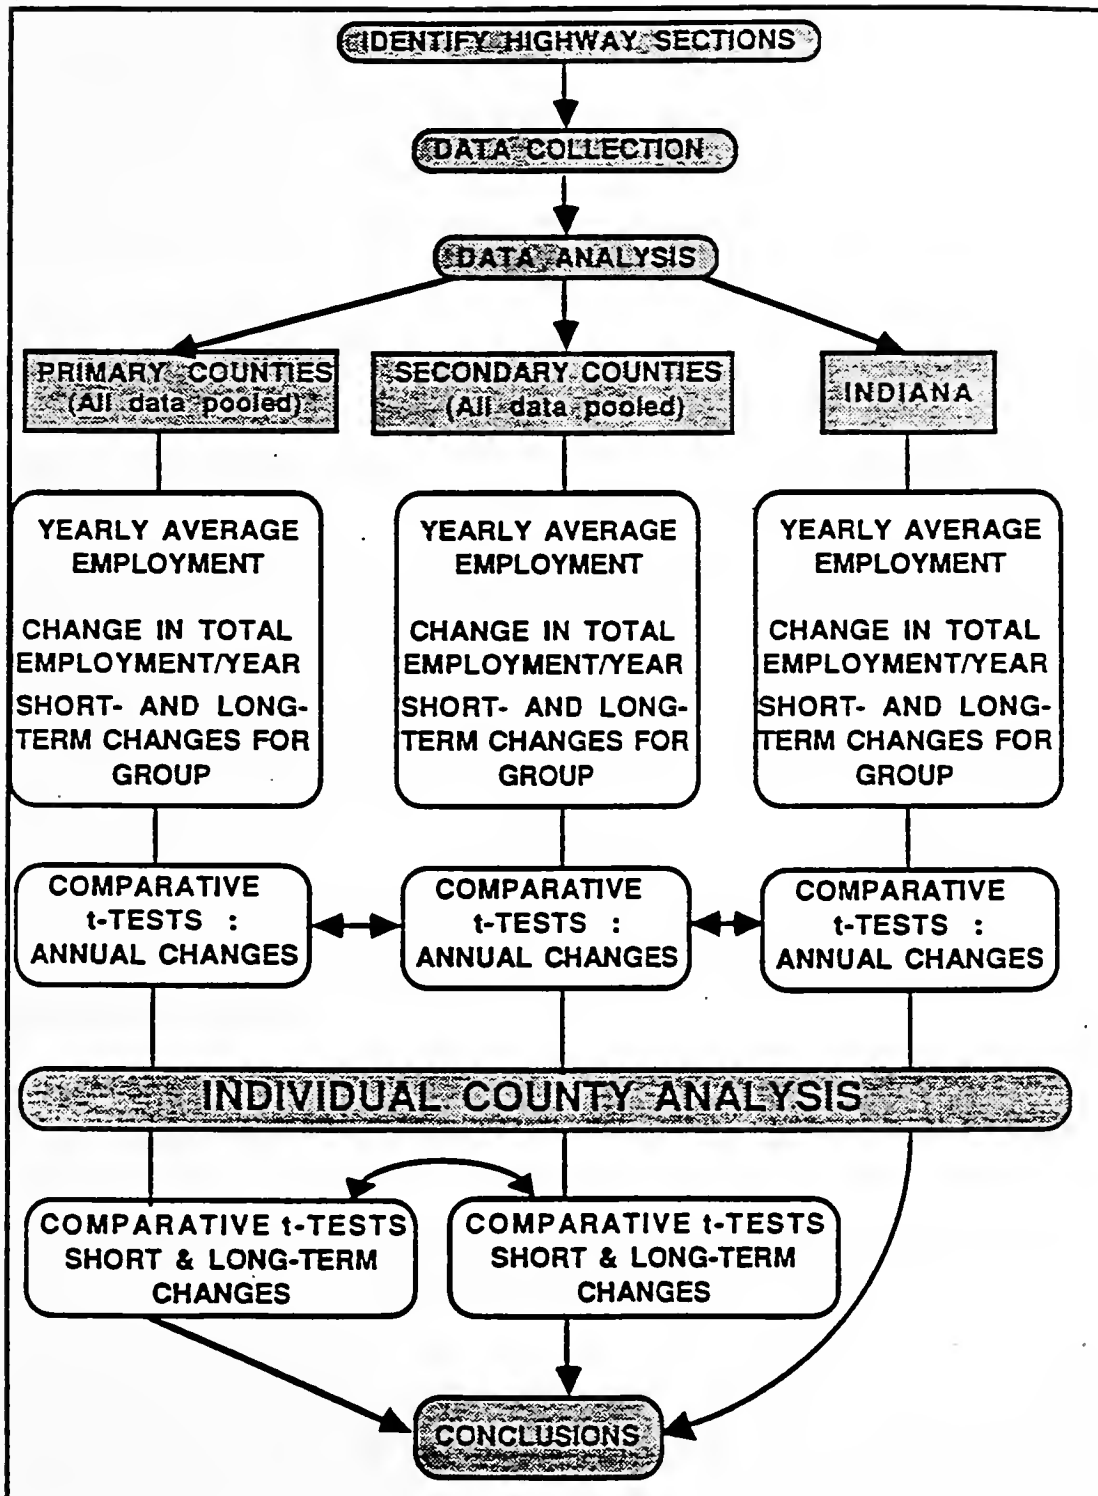 IDENTIFY HIGHWAY SECTIONS
DATA COLLECTION
DATA ANALYSIS
PRIMARY COUNTIES
(All data pooled)
SECONDARY COUNTIES
(All data pooled)
INDIANA
YEARLY AVERAGE
EMPLOYMENT
CHANGE IN TOTAL
EMPLOYMENT/YEAR
SHORT- AND LONG-
TERM CHANGES FOR
GROUP
YEARLY AVERAGE
EMPLOYMENT
CHANGE IN TOTAL
EMPLOYMENT/YEAR
SHORT- AND LONG-
TERM CHANGES FOR
GROUP
YEARLY AVERAGE
EMPLOYMENT
CHANGE IN TOTAL
EMPLOYMENT/YEAR
SHORT- AND LONG-
TERM CHANGES FOR
GROUP
COMPARATIVE
t-TESTS :
ANNUAL CHANGES
COMPARATIVE
t-TESTS :
ANNUAL CHANGES
COMPARATIVE
t-TESTS :
ANNUAL CHANGES
INDIVIDUAL COUNTY ANALYSIS
COMPARATIVE t-TESTS
SHORT & LONG-TERM
CHANGES
COMPARATIVE t-TESTS
SHORT & LONG-TERM
CHANGES
CONCLUSIONS